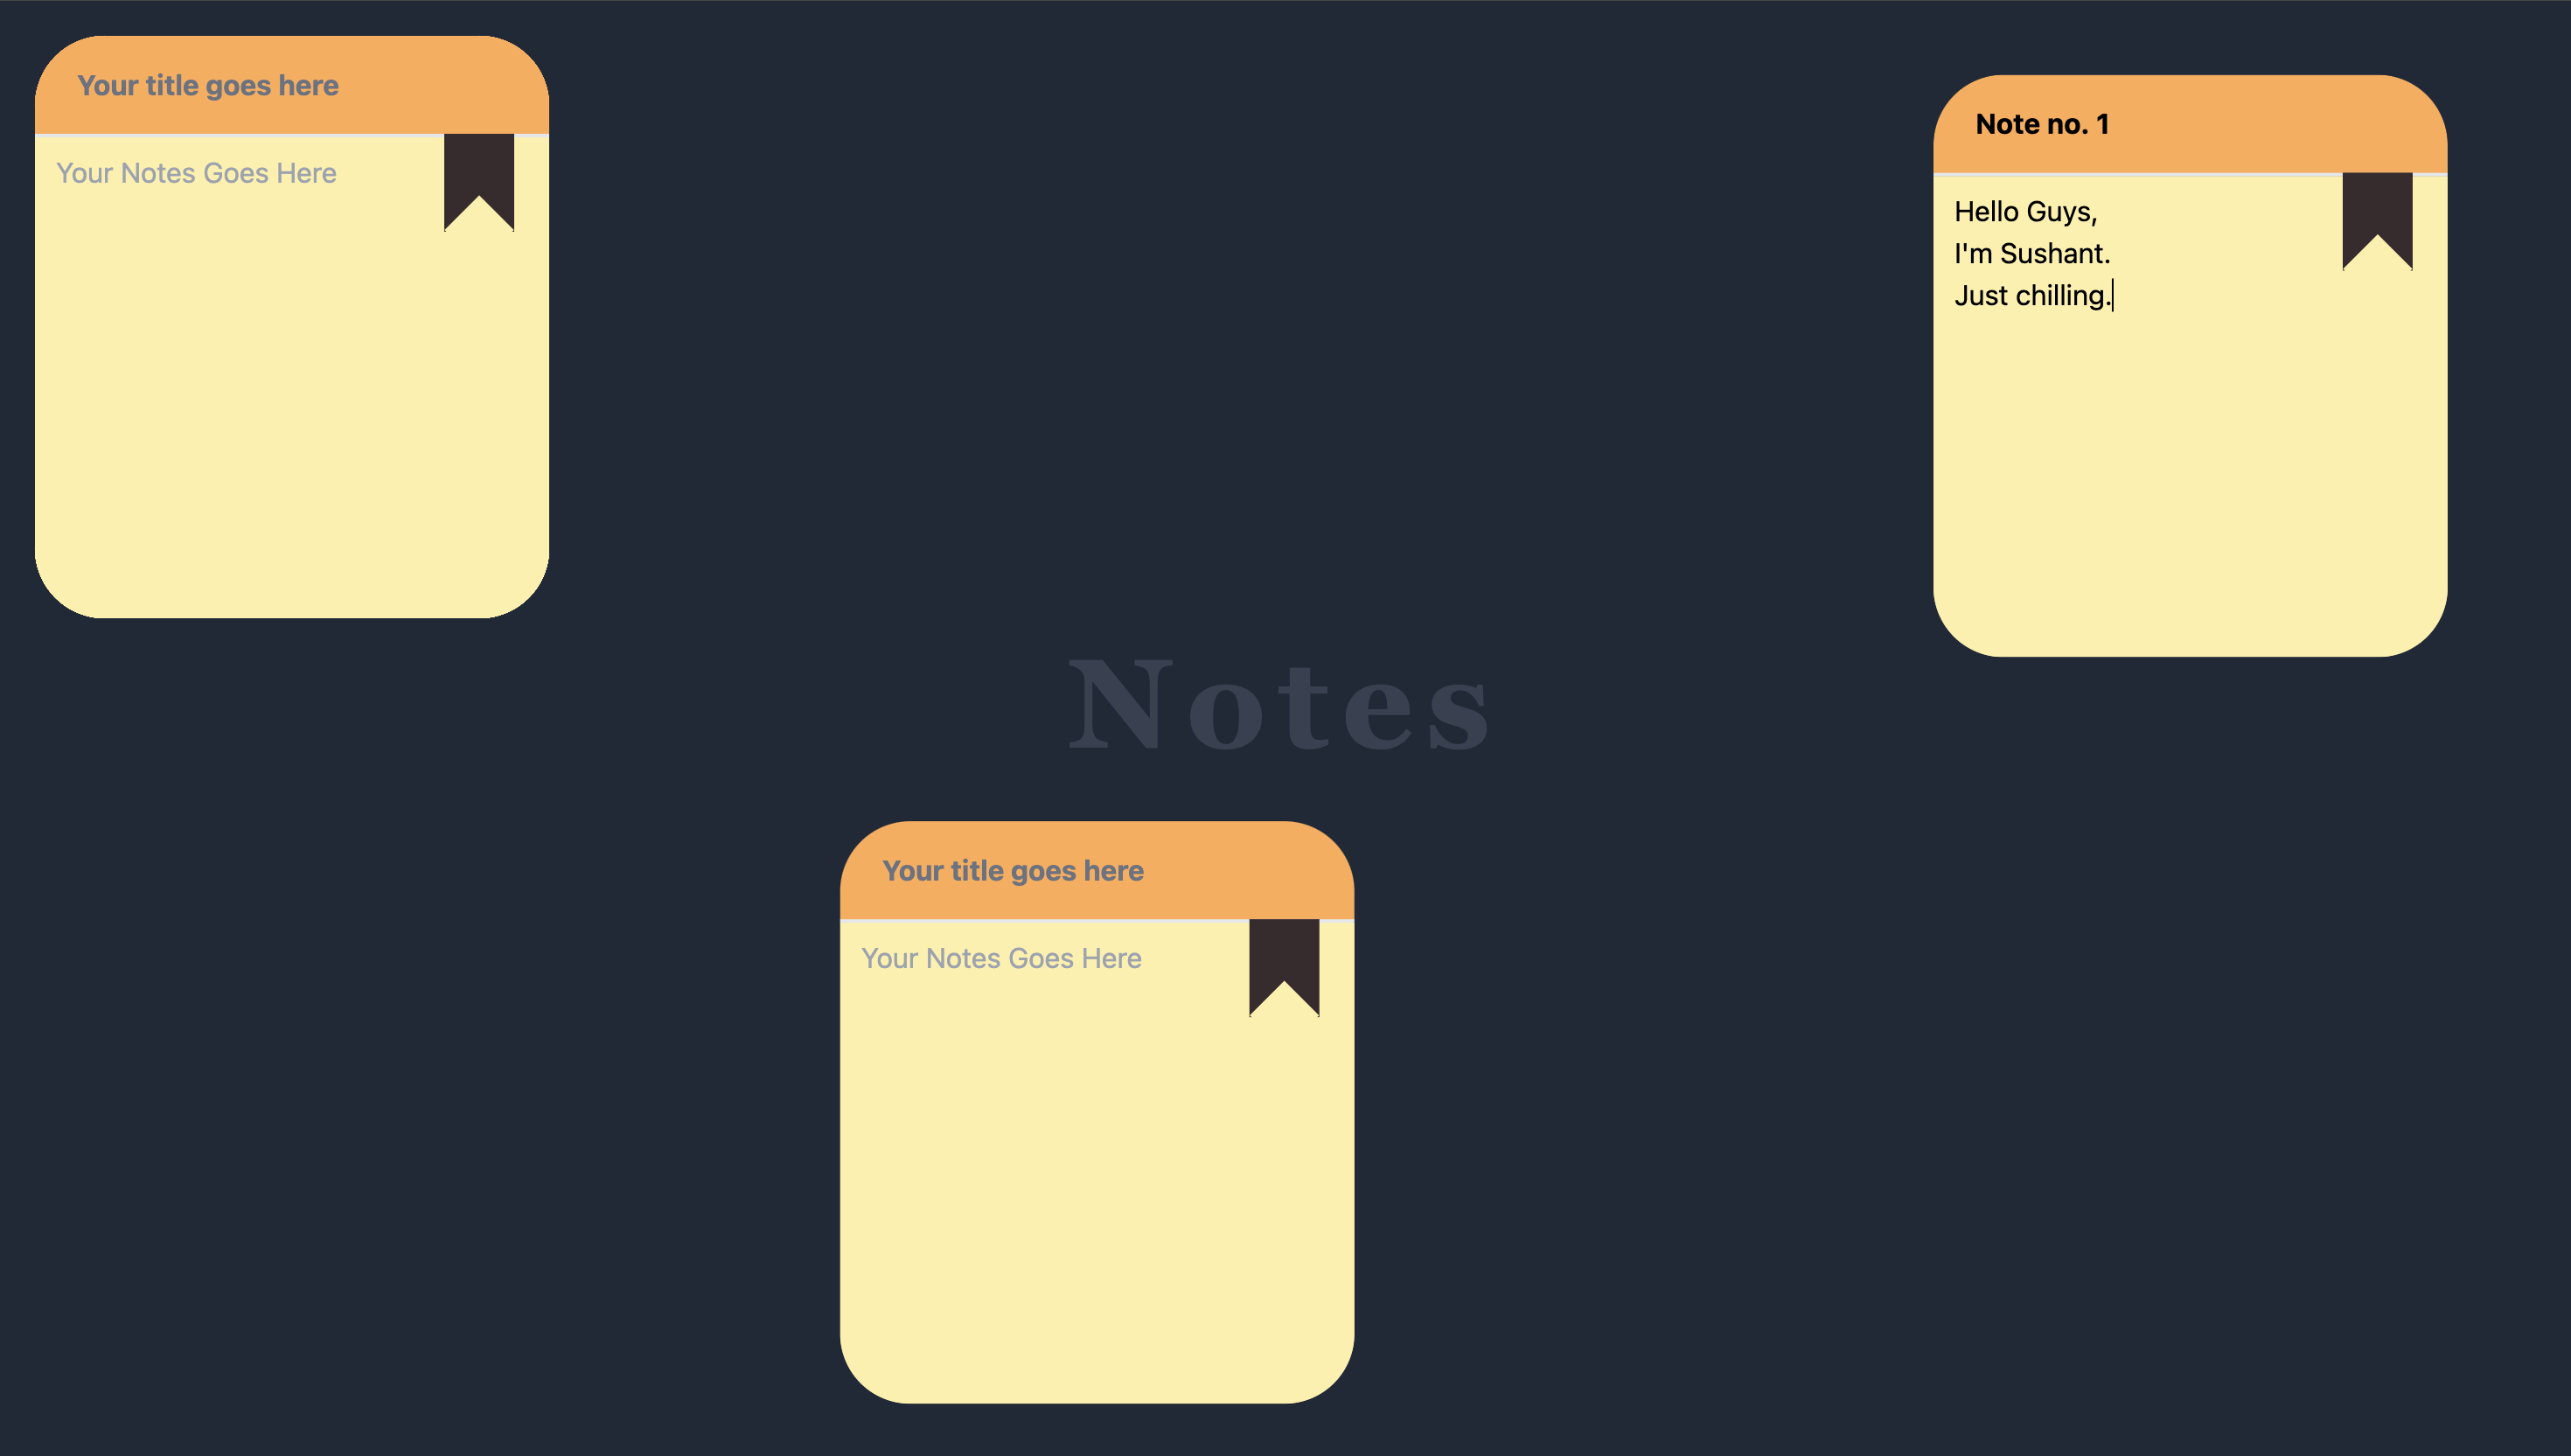 Your title goes here
Your Notes Goes Here
Note no. 1
Hello Guys,
I'm Sushant.
Just chilling.
Notes
Your title goes here
Your Notes Goes Here